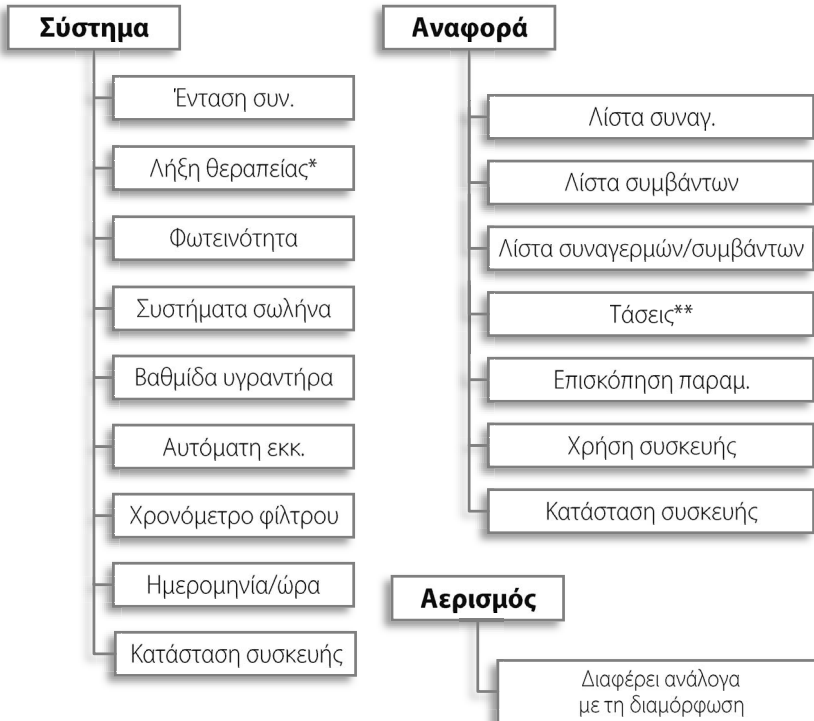 Σύστημα
Ένταση συν.
Λήξη θεραπείας*
Φωτεινότητα
Συστήματα σωλήνα
Βαθμίδα υγραντήρα
Αυτόματη εκκ.
Χρονόμετρο φίλτρου
Ημερομηνία/ώρα
Κατάσταση συσκευής
Αναφορά
Λίστα συναγ.
Λίστα συμβάντων
Λίστα συναγερμών/συμβάντων
Τάσεις**
Επισκόπηση παραμ.
Χρήση συσκευής
Κατάσταση συσκευής
Αερισμός
Διαφέρει ανάλογα
με τη διαμόρφωση